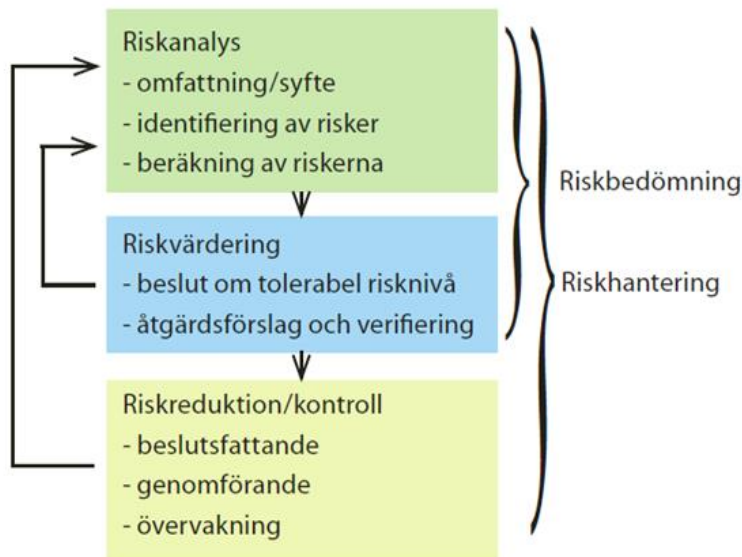 Riskanalys
- omfattning/syfte
- identifiering av risker
- beräkning av riskerna
Riskvärdering
- beslut om tolerabel risknivå
- åtgärdsförslag och verifiering
Riskreduktion/kontroll
- beslutsfattande
- genomförande
- övervakning
Riskbedömning
Riskhantering